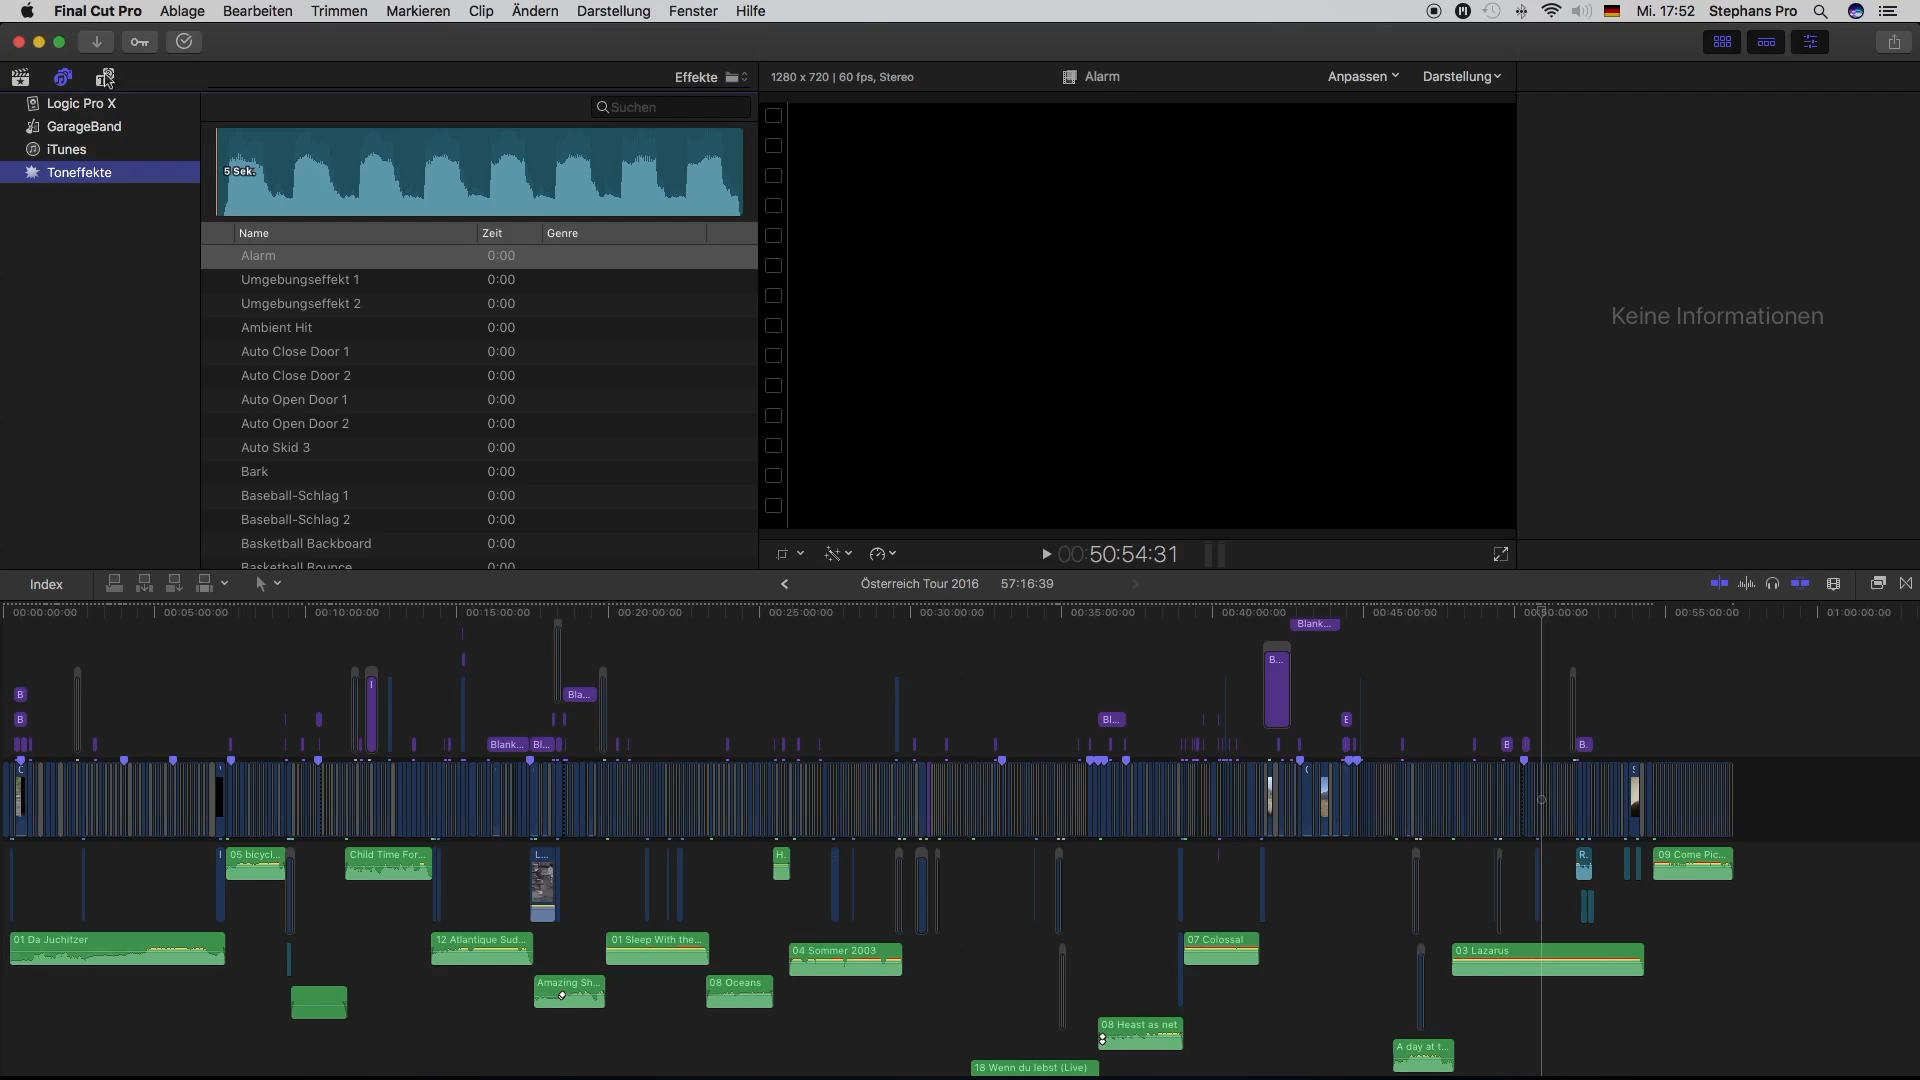 Final Cut Pro Ablage Bearbeiten Trimmen Markieren Clip Ändern Darstellung Fenster Hilfe Mi. 17:52 Stephans Pro
Effekte 1280 x 720 | 60 fps, Stereo Alarm Anpassen Darstellung
Logic Pro X
GarageBand
iTunes
Toneffekte
Suchen
5 Sek.
Name Zeit Genre
Alarm 0:00
Umgebungseffekt 1 0:00
Umgebungseffekt 2 0:00
Ambient Hit 0:00
Auto Close Door 1 0:00
Auto Close Door 2 0:00
Auto Open Door 1 0:00
Auto Open Door 2 0:00
Auto Skid 3 0:00
Bark 0:00
Baseball-Schlag 1 0:00
Baseball-Schlag 2 0:00
Basketball Backboard 0:00
Basketball Bounce 0:00
Keine Informationen
00:50:54:31
Index Österreich Tour 2016 57:16:39
00:00:00:00 00:05:00:00 00:10:00:00 00:15:00:00 00:20:00:00 00:25:00:00 00:30:00:00 00:35:00:00 00:40:00:00 00:45:00:00 00:50:00:00 00:55:00:00 01:00:00:00
Blank...
B...
B Bla...
B Bl...
Blank... Bl... B B.
05 bicycl... Child Time For... L... H. R. 09 Come Pic...
01 Da Juchitzer 12 Atlantique Sud... 01 Sleep With the... 07 Colossal
04 Sommer 2003 03 Lazarus
Amazing Sh... 08 Oceans
08 Heast as net
A day at t...
18 Wenn du lebst (Live)